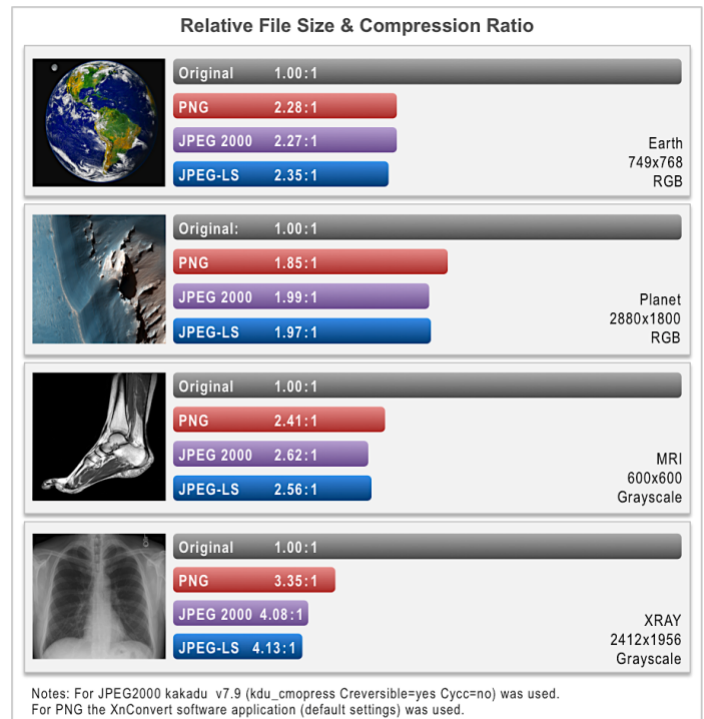 Relative File Size & Compression Ratio
Original 1.00:1
PNG 2.28:1
JPEG 2000 2.27:1
JPEG-LS 2.35:1
Earth
749x768
RGB
Original: 1.00:1
PNG 1.85:1
JPEG 2000 1.99:1
JPEG-LS 1.97:1
Planet
2880x1800
RGB
Original 1.00:1
PNG 2.41:1
JPEG 2000 2.62:1
JPEG-LS 2.56:1
MRI
600x600
Grayscale
Original 1.00:1
PNG 3.35:1
JPEG 2000 4.08:1
JPEG-LS 4.13:1
XRAY
2412x1956
Grayscale
Notes: For JPEG2000 kakadu v7.9 (kdu_cmopress Creversible=yes Cycc=no) was used.
For PNG the XnConvert software application (default settings) was used.